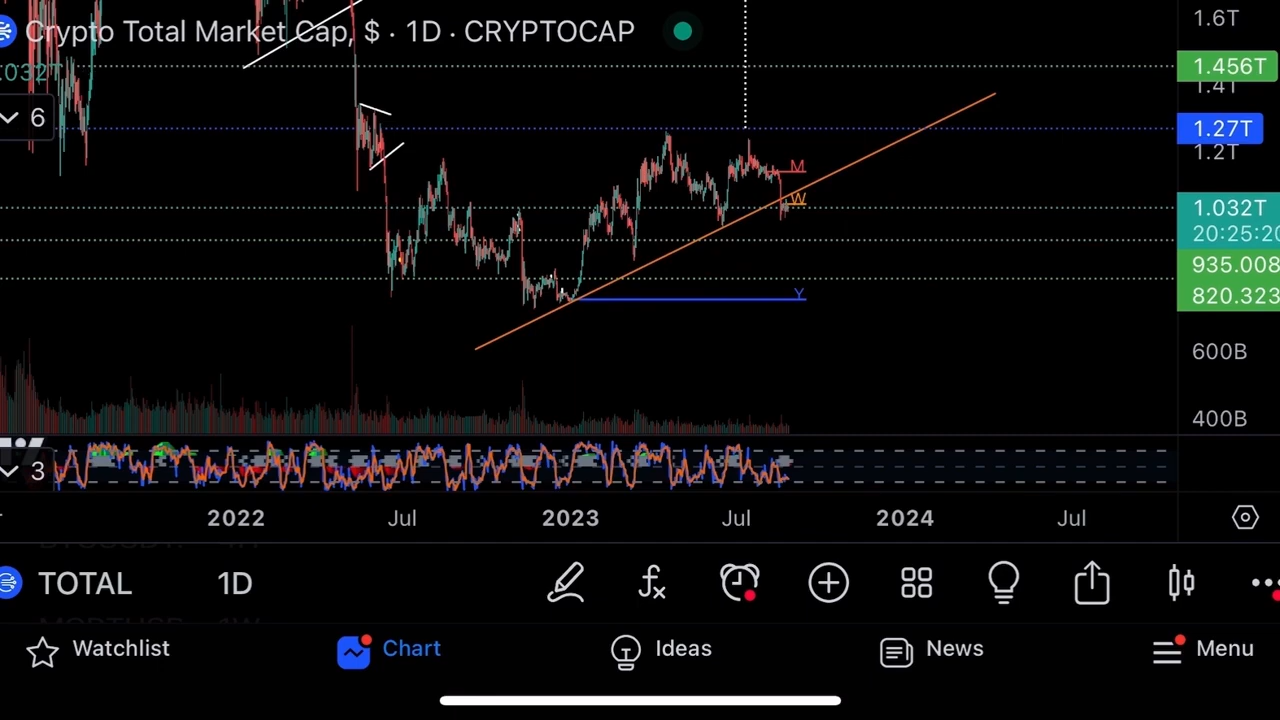 Crypto Total Market Cap, $ · 1D · CRYPTOCAP
1.6T
1.456T
.032T
1.4T
6
1.27T
1.2T
M
W
1.032T
20:25:20
935.008
Y
820.323
600B
400B
3
2022
Jul
2023
Jul
2024
Jul
TOTAL
1D
Watchlist
Chart
Ideas
News
Menu